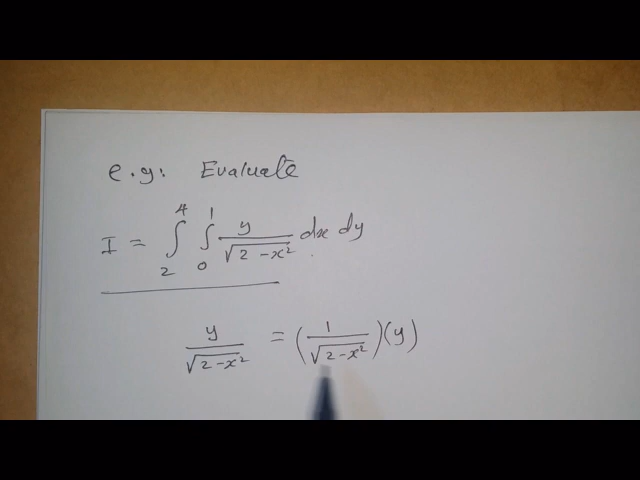 e.g: Evaluate
I = ∫₂⁴ ∫₀¹ y/√(2 - x²) dx dy
y/√(2 - x²) = (1/√(2 - x²)) (y)